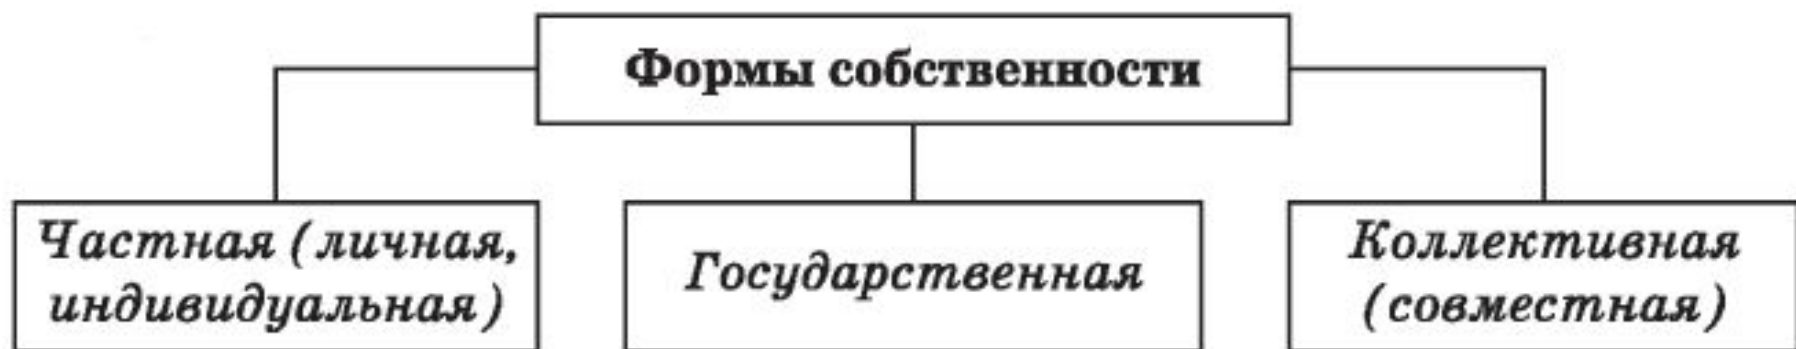 Формы собственности
Частная (личная,
индивидуальная)
Государственная
Коллективная
(совместная)